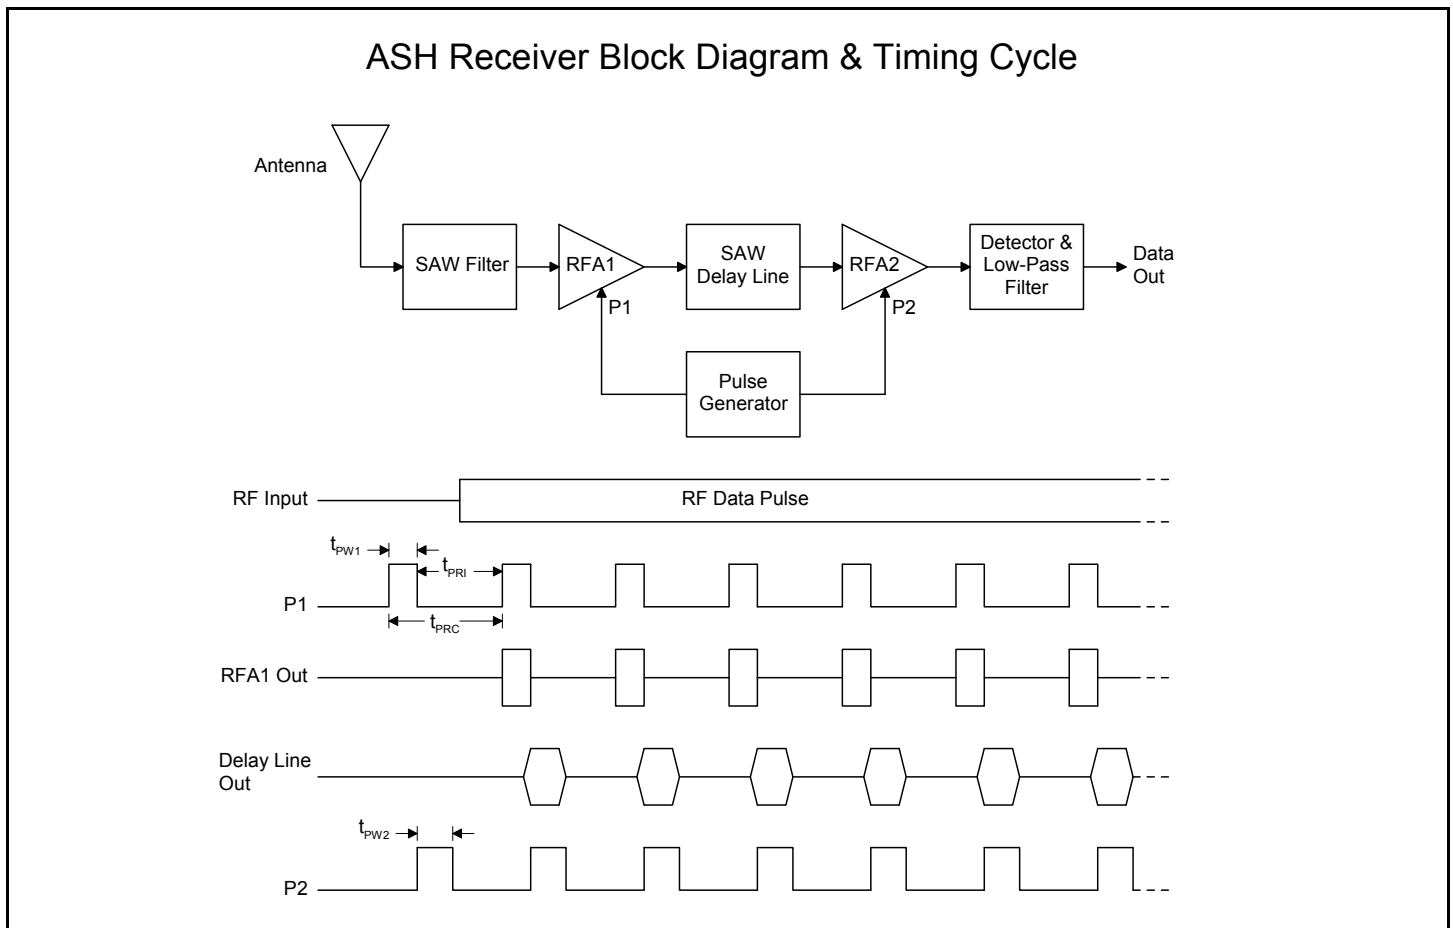 ASH Receiver Block Diagram & Timing Cycle
Antenna
SAW Filter
RFA1
SAW
Delay Line
RFA2
Detector &
Low-Pass
Filter
Data
Out
P1
P2
Pulse
Generator
RF Input
RF Data Pulse
tPW1
tPRI
P1
tPRC
RFA1 Out
Delay Line
Out
tPW2
P2